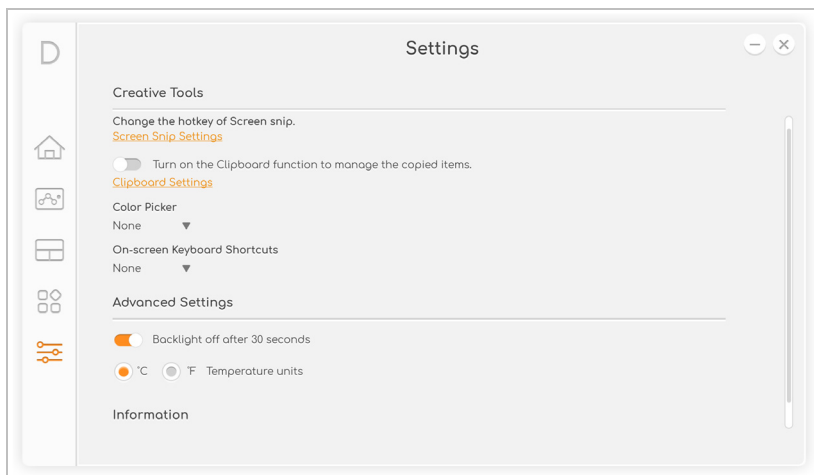 D
Settings
Creative Tools
Change the hotkey of Screen snip.
Screen Snip Settings
Turn on the Clipboard function to manage the copied items.
Clipboard Settings
Color Picker
None
On-screen Keyboard Shortcuts
None
Advanced Settings
Backlight off after 30 seconds
°C °F Temperature units
Information